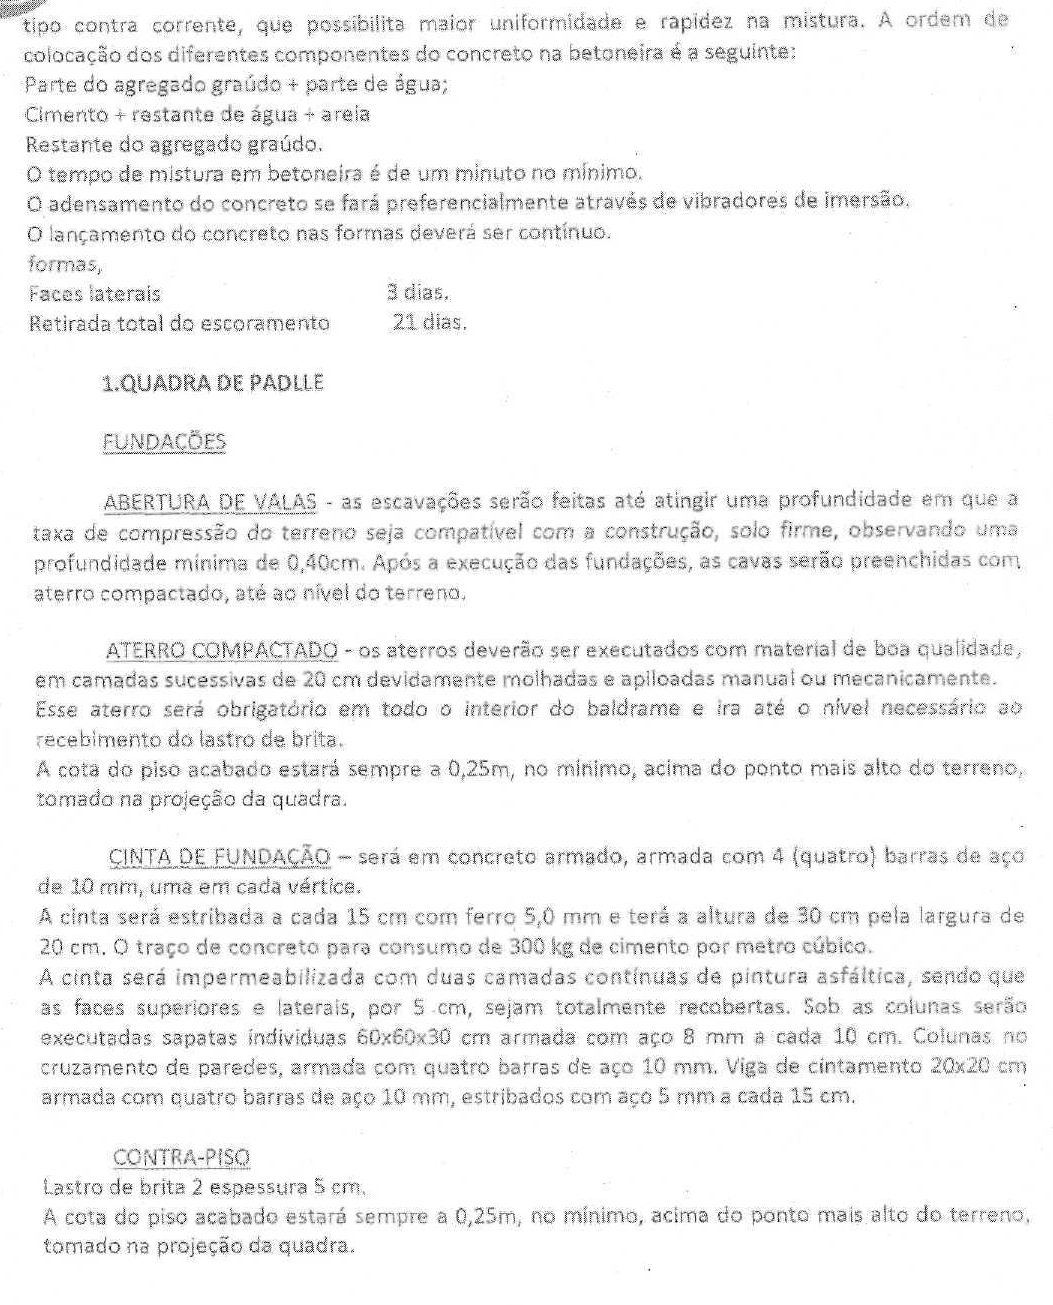 tipo contra corrente, que possibilita maior uniformidade e rapidez na mistura. A ordem de
colocação dos diferentes componentes do concreto na betoneira é a seguinte:
Parte do agregado graúdo + parte de água;
Cimento + restante de água + areia
Restante do agregado graúdo.
O tempo de mistura em betoneira é de um minuto no mínimo.
O adensamento do concreto se fará preferencialmente através de vibradores de imersão.
O lançamento do concreto nas formas deverá ser contínuo.
formas,
Faces laterais 3 dias.
Retirada total do escoramento 21 dias.
1.QUADRA DE PADLLE
FUNDAÇÕES
ABERTURA DE VALAS - as escavações serão feitas até atingir uma profundidade em que a
taxa de compressão do terreno seja compatível com a construção, solo firme, observando uma
profundidade mínima de 0,40cm. Após a execução das fundações, as cavas serão preenchidas com
aterro compactado, até ao nível do terreno.
ATERRO COMPACTADO - os aterros deverão ser executados com material de boa qualidade,
em camadas sucessivas de 20 cm devidamente molhadas e apiloadas manual ou mecanicamente.
Esse aterro será obrigatório em todo o interior do baldrame e ira até o nível necessário ao
recebimento do lastro de brita.
A cota do piso acabado estará sempre a 0,25m, no mínimo, acima do ponto mais alto do terreno,
tomado na projeção da quadra.
CINTA DE FUNDAÇÃO – será em concreto armado, armada com 4 (quatro) barras de aço
de 10 mm, uma em cada vértice.
A cinta será estribada a cada 15 cm com ferro 5,0 mm e terá a altura de 30 cm pela largura de
20 cm. O traço de concreto para consumo de 300 kg de cimento por metro cúbico.
A cinta será impermeabilizada com duas camadas contínuas de pintura asfáltica, sendo que
as faces superiores e laterais, por 5 cm, sejam totalmente recobertas. Sob as colunas serão
executadas sapatas individuas 60x60x30 cm armada com aço 8 mm a cada 10 cm. Colunas no
cruzamento de paredes, armada com quatro barras de aço 10 mm. Viga de cintamento 20x20 cm
armada com quatro barras de aço 10 mm, estribados com aço 5 mm a cada 15 cm.
CONTRA-PISO
Lastro de brita 2 espessura 5 cm.
A cota do piso acabado estará sempre a 0,25m, no mínimo, acima do ponto mais alto do terreno,
tomado na projeção da quadra.